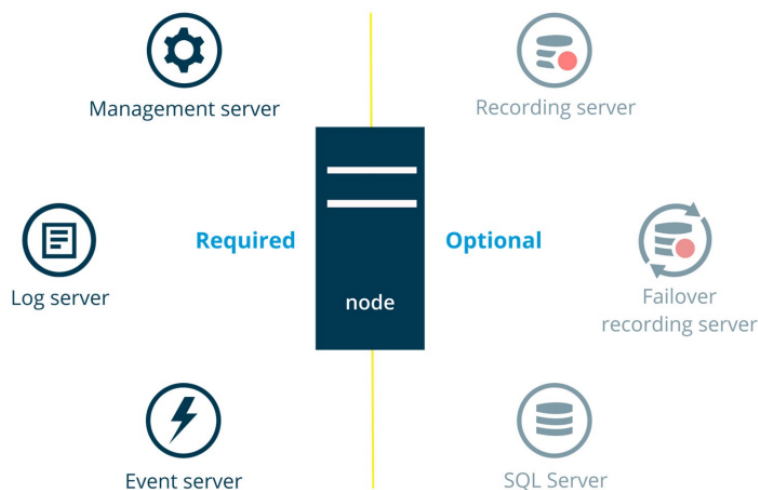 Management server
Recording server
Required
Optional
Log server
node
Failover
recording server
Event server
SQL Server